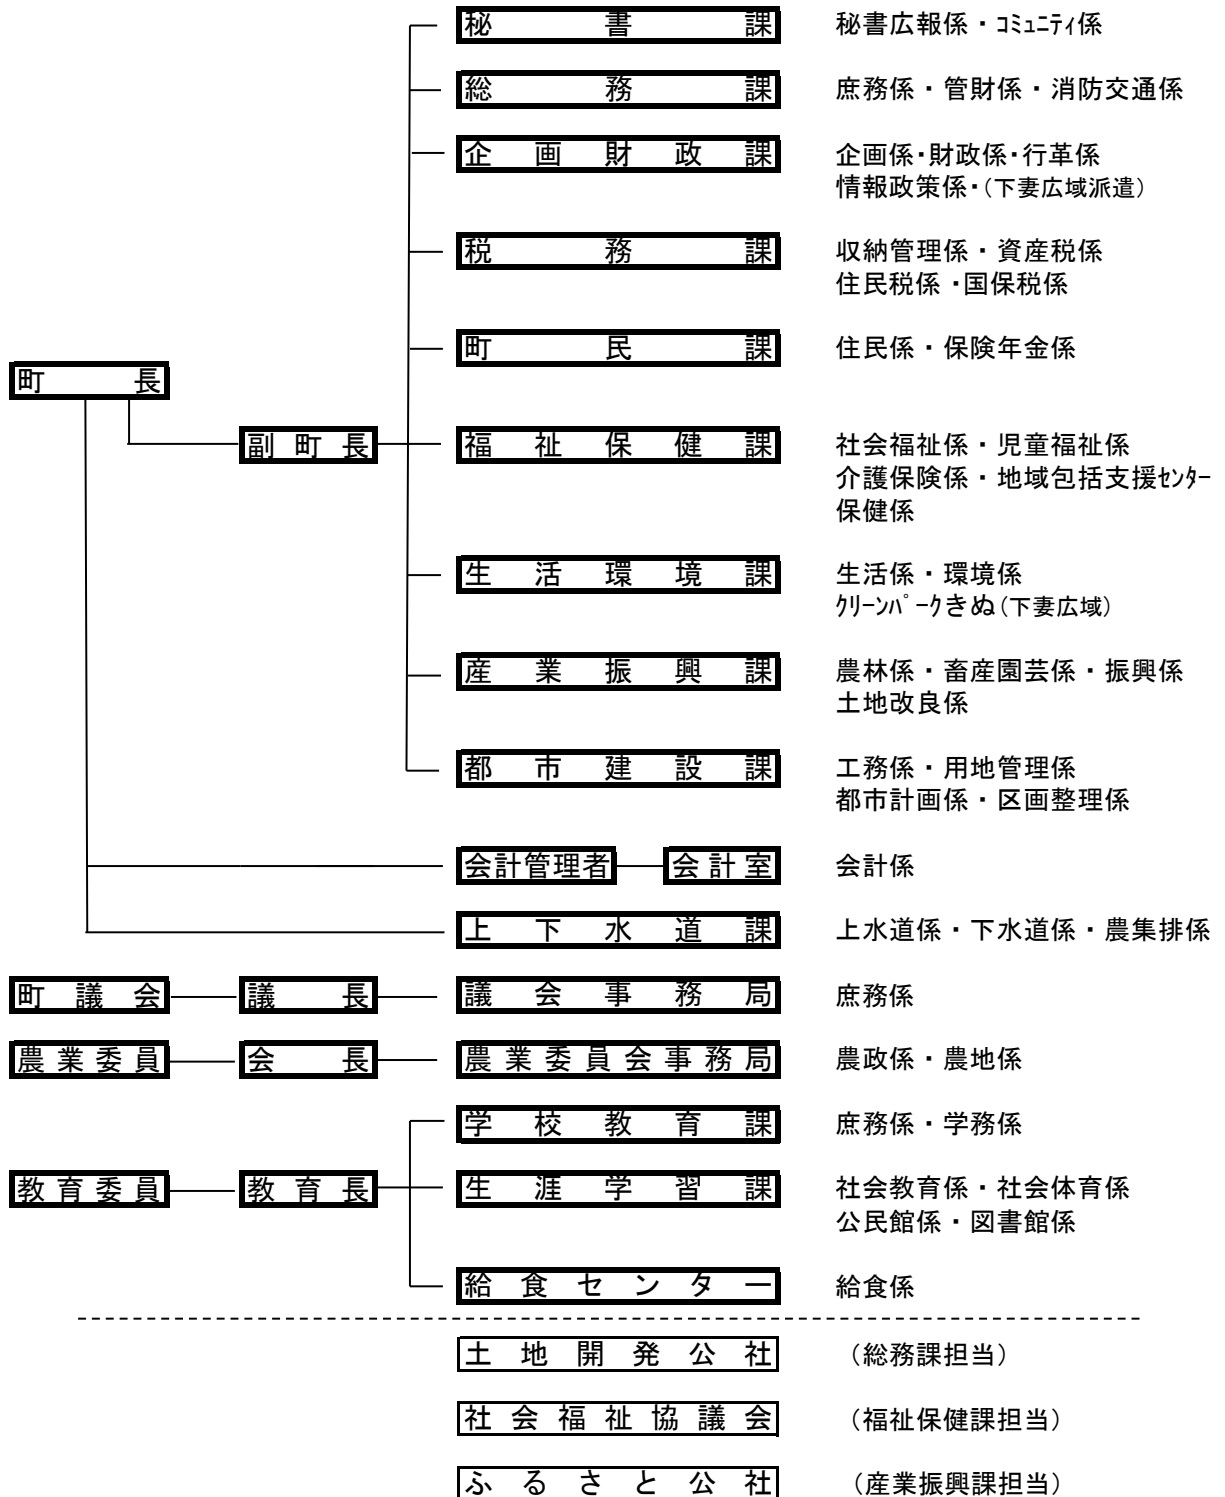 秘書課 秘書広報係・ｺﾐｭﾆﾃｨ係
総務課 庶務係・管財係・消防交通係
企画財政課 企画係・財政係・行革係
情報政策係・（下妻広域派遣）
税務課 収納管理係・資産税係
住民税係・国保税係
町民課 住民係・保険年金係
町長
副町長 福祉保健課 社会福祉係・児童福祉係
介護保険係・地域包括支援ｾﾝﾀｰ
保健係
生活環境課 生活係・環境係
ｸﾘｰﾝﾊﾟｰｸきぬ（下妻広域）
産業振興課 農林係・畜産園芸係・振興係
土地改良係
都市建設課 工務係・用地管理係
都市計画係・区画整理係
会計管理者 会計室 会計係
上下水道課 上水道係・下水道係・農集排係
町議会 議長 議会事務局 庶務係
農業委員 会長 農業委員会事務局 農政係・農地係
学校教育課 庶務係・学務係
教育委員 教育長 生涯学習課 社会教育係・社会体育係
公民館係・図書館係
給食センター 給食係
土地開発公社 （総務課担当）
社会福祉協議会 （福祉保健課担当）
ふるさと公社 （産業振興課担当）